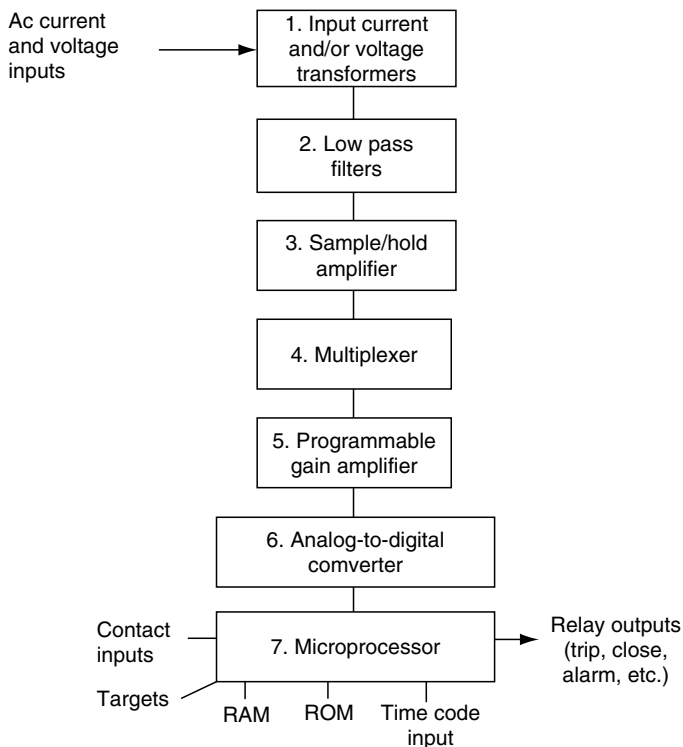 Ac current
and voltage
inputs
1. Input current
and/or voltage
transformers
2. Low pass
filters
3. Sample/hold
amplifier
4. Multiplexer
5. Programmable
gain amplifier
6. Analog-to-digital
comverter
Contact
inputs
7. Microprocessor
Relay outputs
(trip, close,
alarm, etc.)
Targets
RAM
ROM
Time code
input